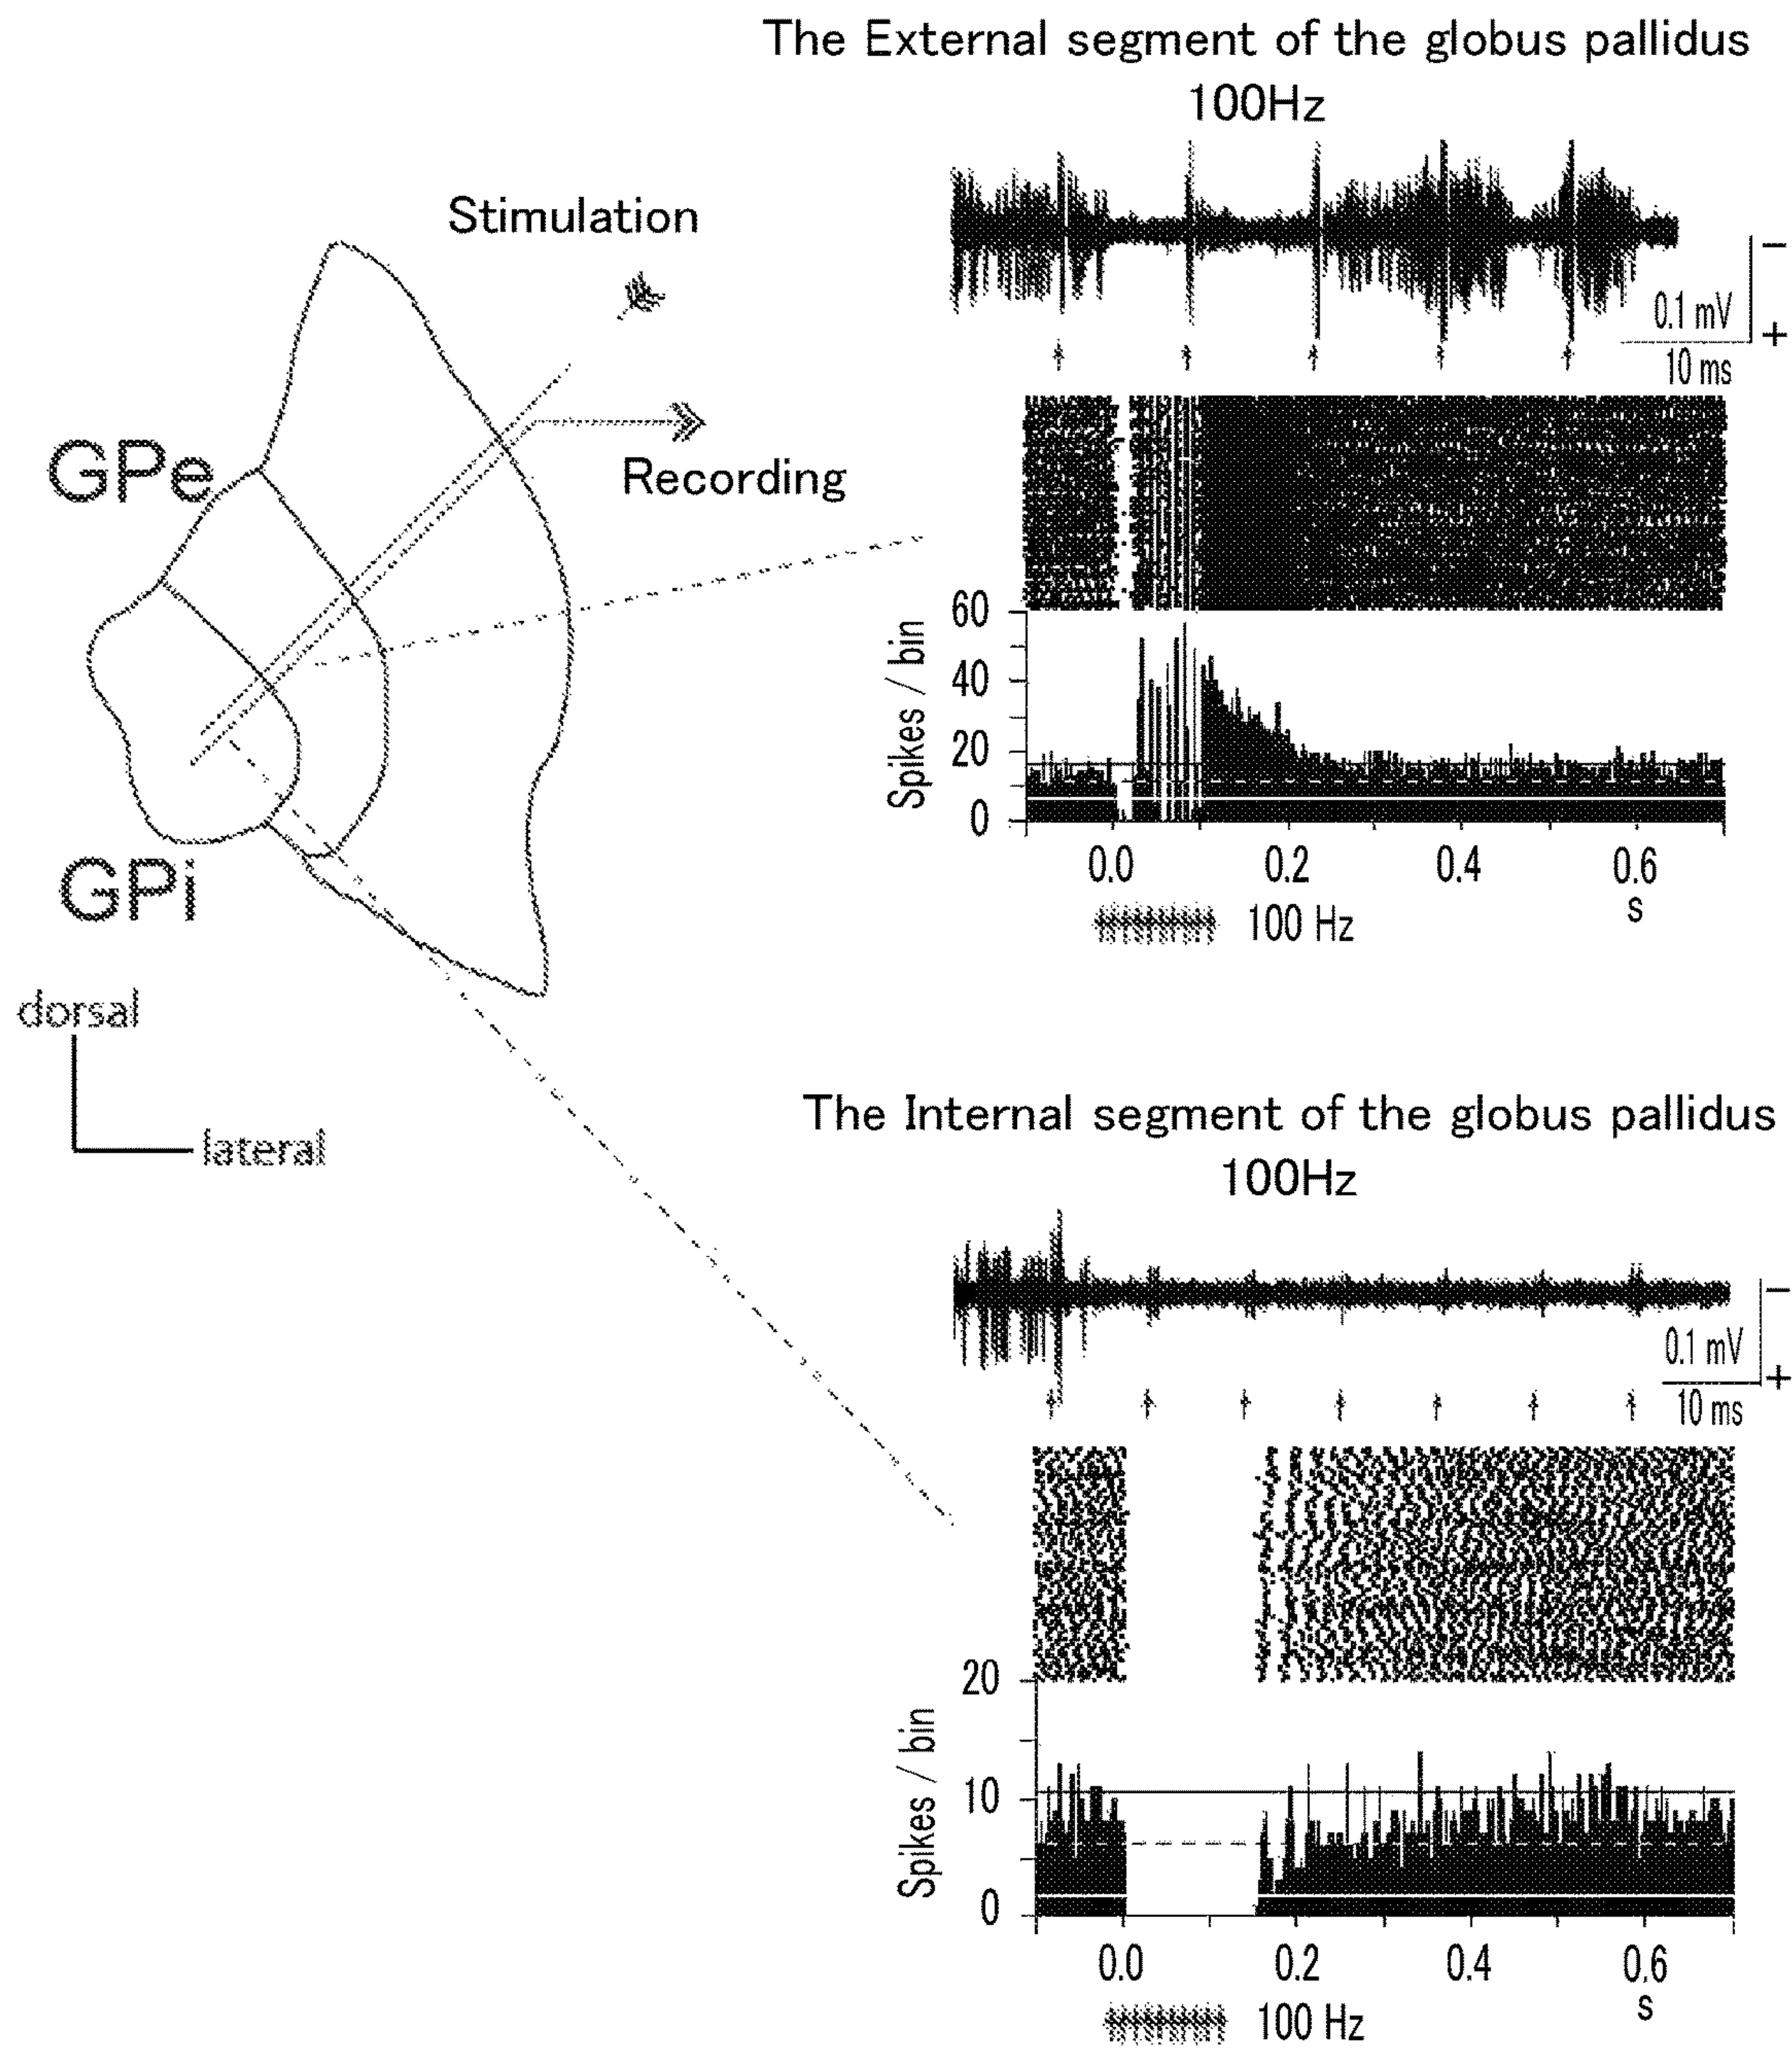 The External segment of the globus pallidus
100Hz
Stimulation
Recording
GPe
GPi
dorsal
lateral
−
0.1 mV
+
10 ms
60
40
20
0
Spikes / bin
0.0
0.2
0.4
0.6
s
100 Hz
The Internal segment of the globus pallidus
100Hz
−
0.1 mV
+
10 ms
20
10
0
Spikes / bin
0.0
0.2
0.4
0.6
s
100 Hz